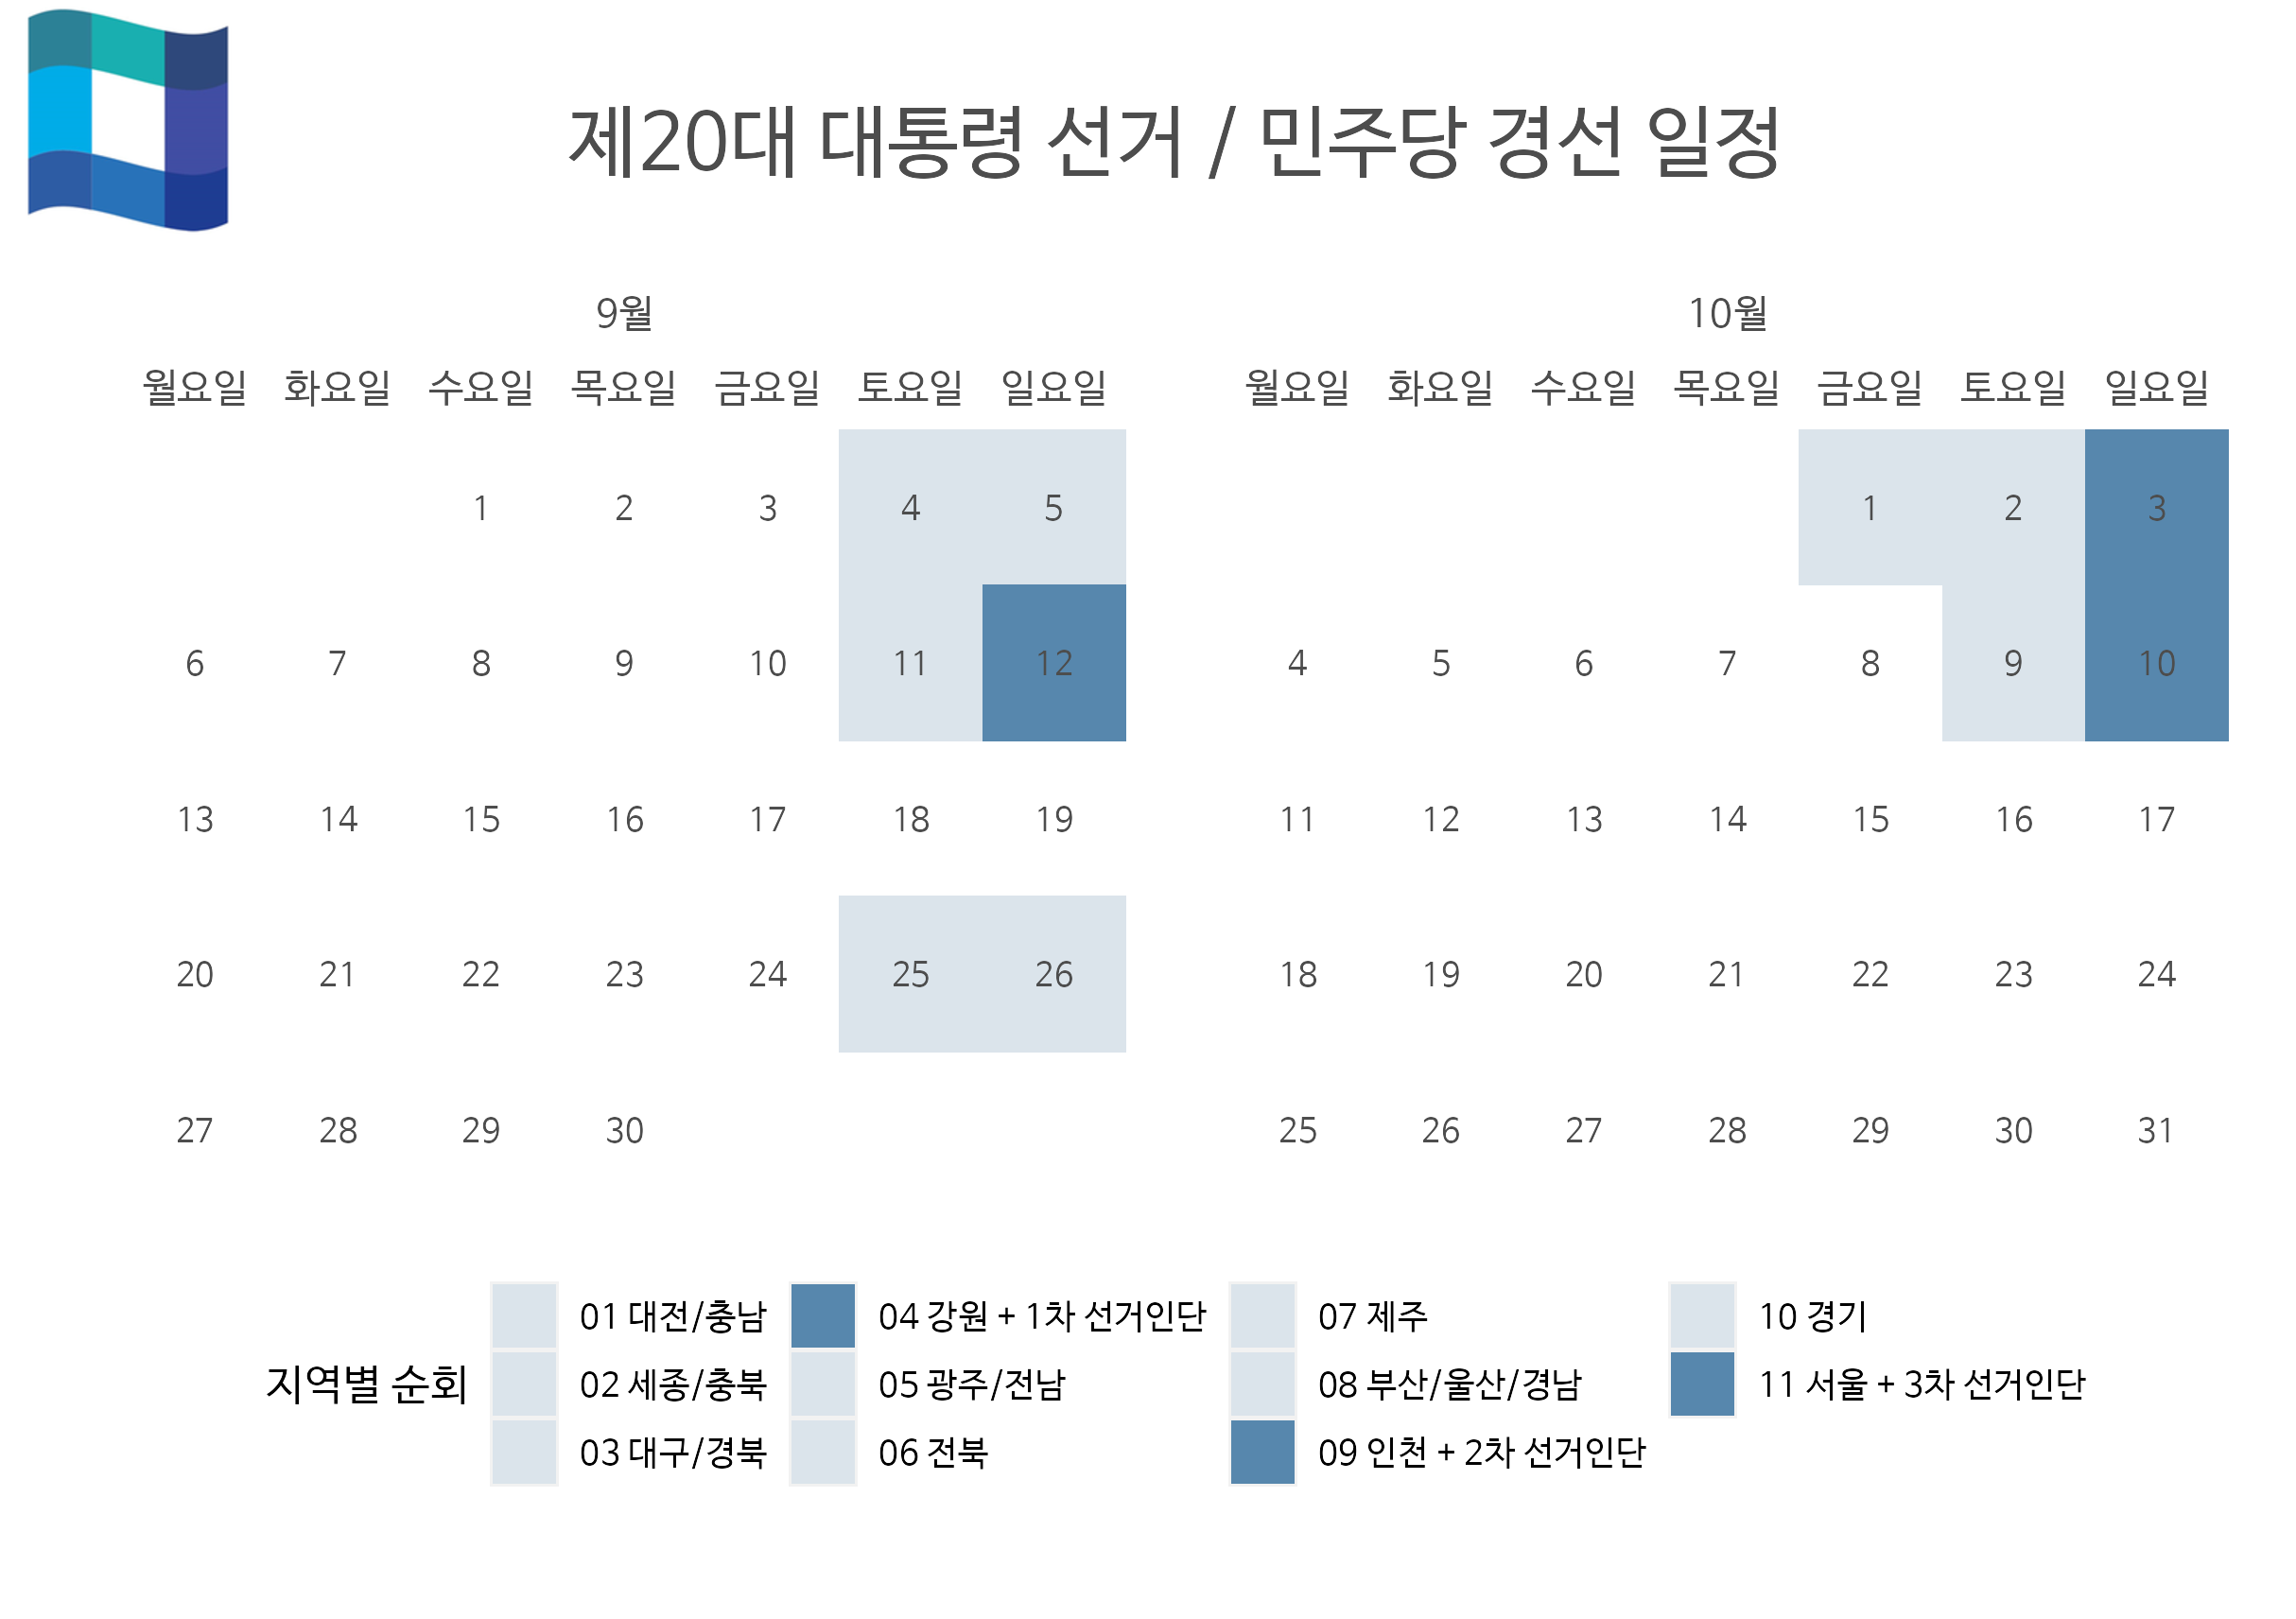 제20대 대통령 선거 / 민주당 경선 일정
9월
월요일 화요일 수요일 목요일 금요일 토요일 일요일
1 2 3 4 5
6 7 8 9 10 11 12
13 14 15 16 17 18 19
20 21 22 23 24 25 26
27 28 29 30
10월
월요일 화요일 수요일 목요일 금요일 토요일 일요일
1 2 3
4 5 6 7 8 9 10
11 12 13 14 15 16 17
18 19 20 21 22 23 24
25 26 27 28 29 30 31
지역별 순회
01 대전/충남
02 세종/충북
03 대구/경북
04 강원 + 1차 선거인단
05 광주/전남
06 전북
07 제주
08 부산/울산/경남
09 인천 + 2차 선거인단
10 경기
11 서울 + 3차 선거인단